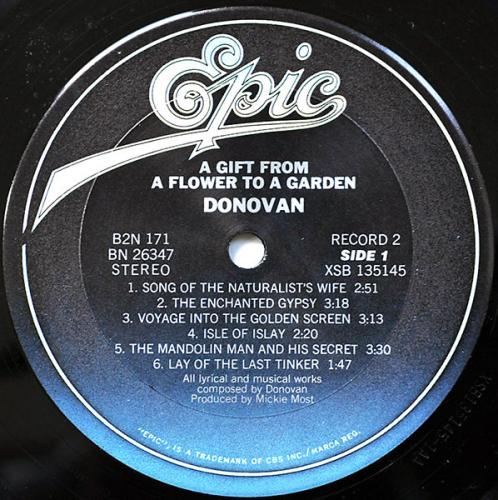 Epic
A GIFT FROM
A FLOWER TO A GARDEN
DONOVAN
B2N 171
BN 26347
STEREO
RECORD 2
SIDE 1
XSB 135145
1. SONG OF THE NATURALIST'S WIFE 2:51
2. THE ENCHANTED GYPSY 3:18
3. VOYAGE INTO THE GOLDEN SCREEN 3:13
4. ISLE OF ISLAY 2:20
5. THE MANDOLIN MAN AND HIS SECRET 3:30
6. LAY OF THE LAST TINKER 1:47
All lyrical and musical works
composed by Donovan
Produced by Mickie Most
"EPIC", IS A TRADEMARK OF CBS INC./MARCA REG.